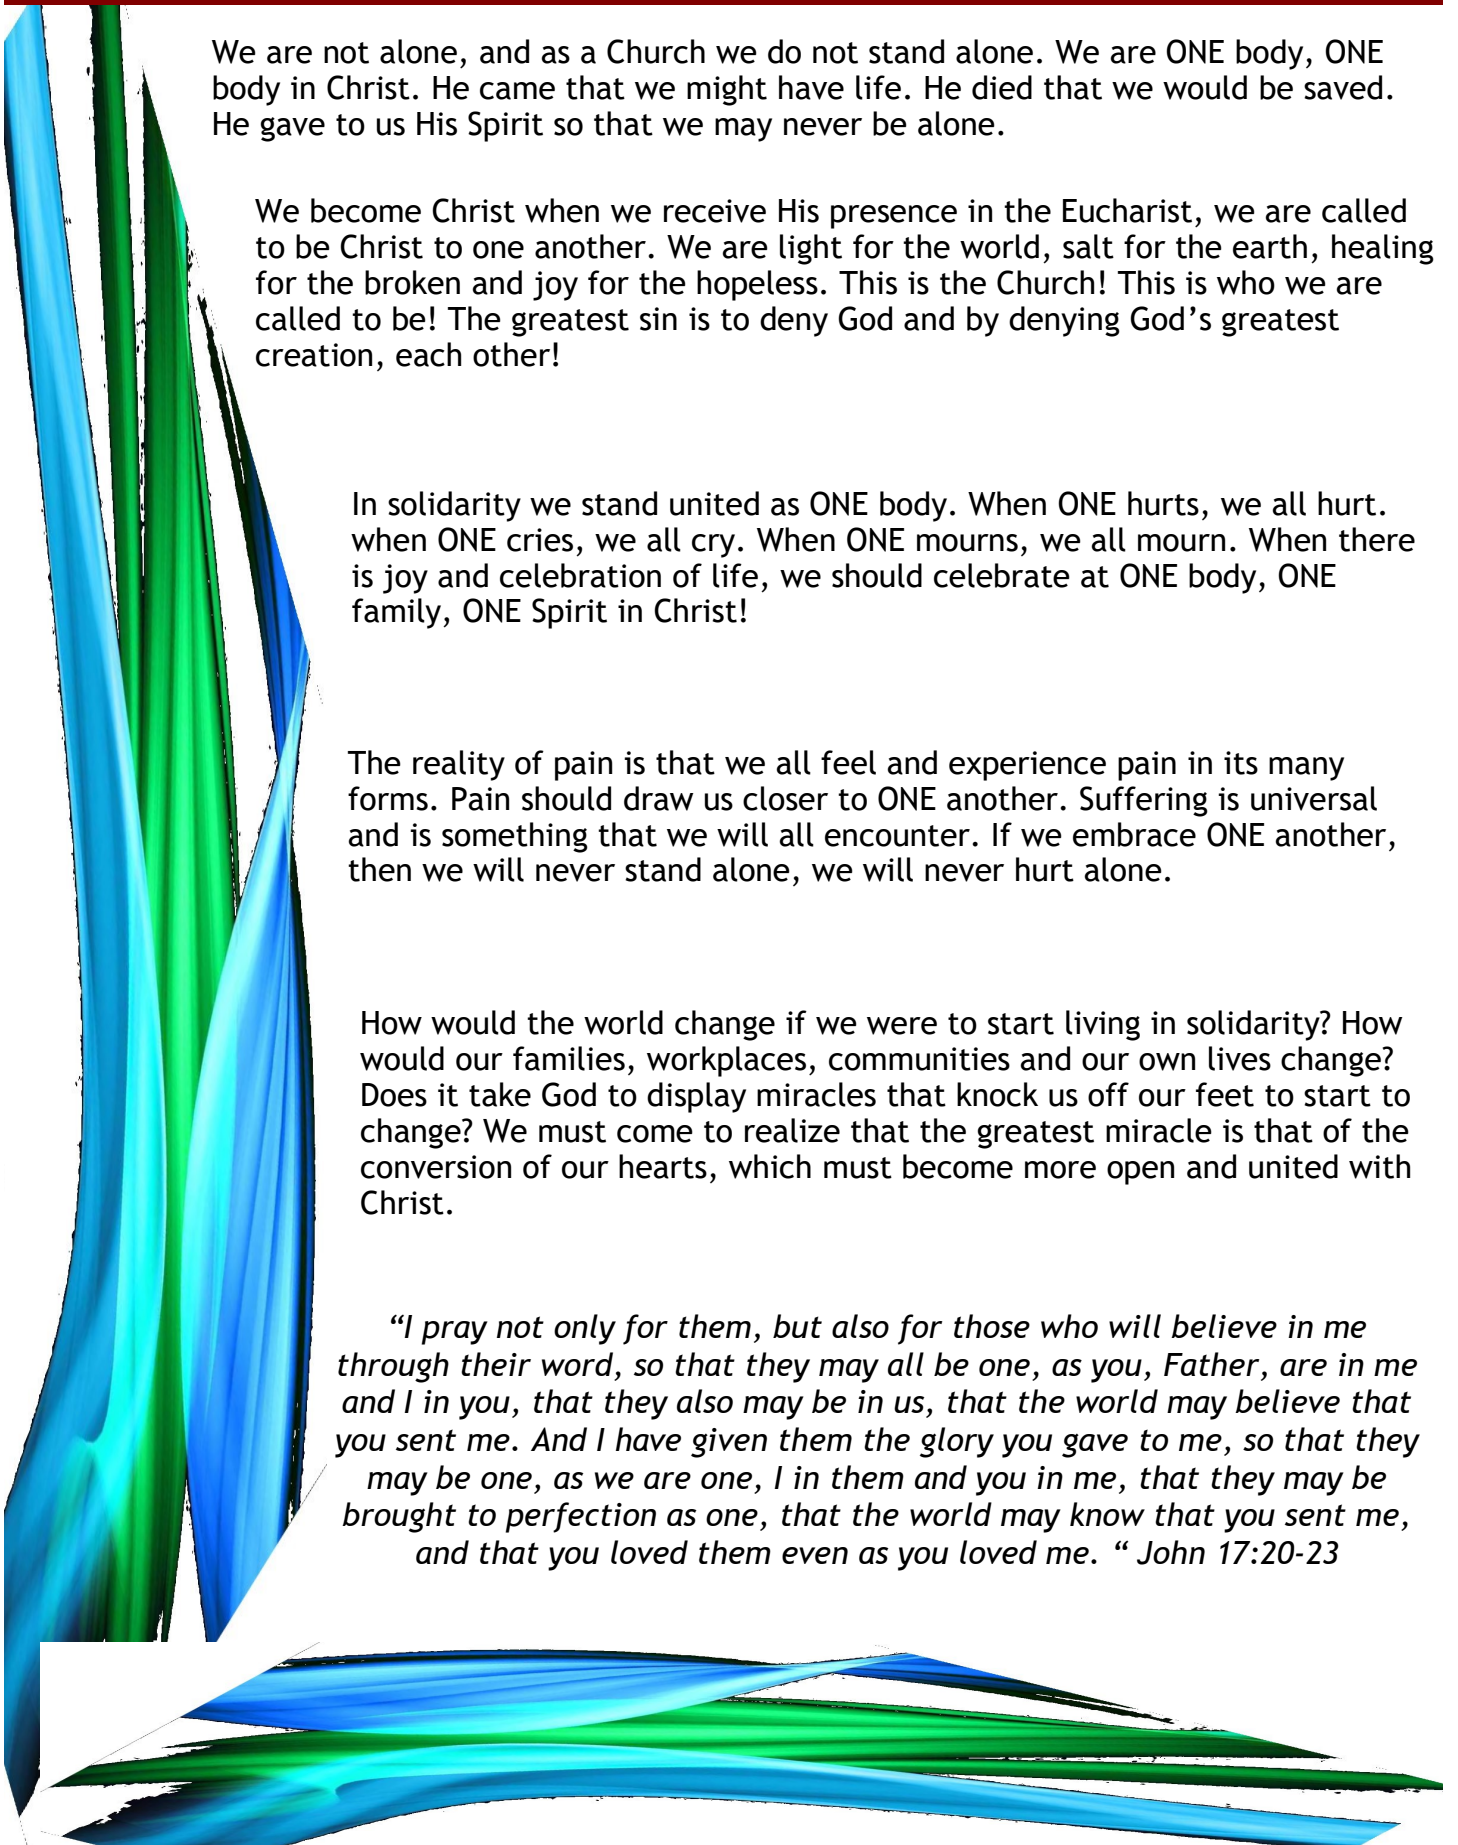 We are not alone, and as a Church we do not stand alone. We are ONE body, ONE
body in Christ. He came that we might have life. He died that we would be saved.
He gave to us His Spirit so that we may never be alone.
We become Christ when we receive His presence in the Eucharist, we are called
to be Christ to one another. We are light for the world, salt for the earth, healing
for the broken and joy for the hopeless. This is the Church! This is who we are
called to be! The greatest sin is to deny God and by denying God’s greatest
creation, each other!
In solidarity we stand united as ONE body. When ONE hurts, we all hurt.
when ONE cries, we all cry. When ONE mourns, we all mourn. When there
is joy and celebration of life, we should celebrate at ONE body, ONE
family, ONE Spirit in Christ!
The reality of pain is that we all feel and experience pain in its many
forms. Pain should draw us closer to ONE another. Suffering is universal
and is something that we will all encounter. If we embrace ONE another,
then we will never stand alone, we will never hurt alone.
How would the world change if we were to start living in solidarity? How
would our families, workplaces, communities and our own lives change?
Does it take God to display miracles that knock us off our feet to start to
change? We must come to realize that the greatest miracle is that of the
conversion of our hearts, which must become more open and united with
Christ.
“I pray not only for them, but also for those who will believe in me
through their word, so that they may all be one, as you, Father, are in me
and I in you, that they also may be in us, that the world may believe that
you sent me. And I have given them the glory you gave to me, so that they
may be one, as we are one, I in them and you in me, that they may be
brought to perfection as one, that the world may know that you sent me,
and that you loved them even as you loved me. “ John 17:20-23